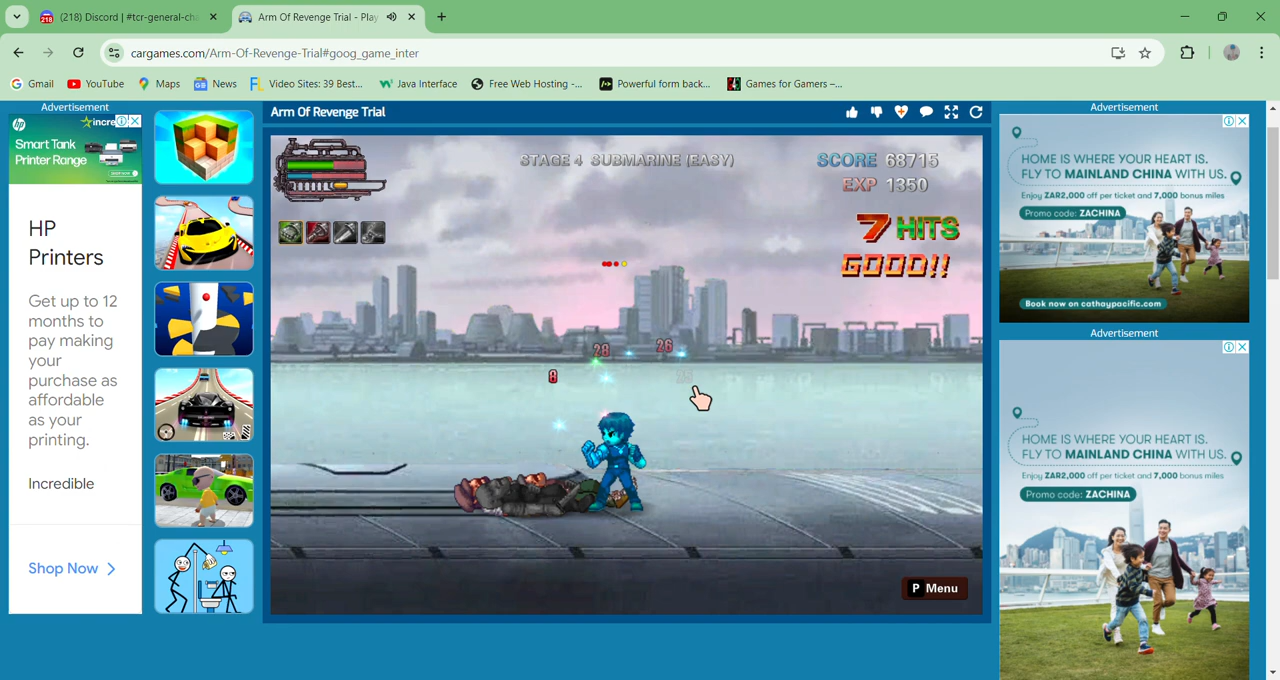 (218) Discord | #tcr-general-cha
Arm Of Revenge Trial - Play
cargames.com/Arm-Of-Revenge-Trial#goog_game_inter
Gmail
YouTube
Maps
News
Video Sites: 39 Best...
Java Interface
Free Web Hosting -...
Powerful form back...
Games for Gamers –...
Advertisement
hp
incre
Smart Tank
Printer Range
HP
Printers
Get up to 12
months to
pay making
your
purchase as
affordable
as your
printing.
Incredible
Shop Now
Arm Of Revenge Trial
STAGE 4 SUBMARINE (EASY)
SCORE 68715
EXP 1350
7 HITS
GOOD!!
28
26
8
P Menu
Advertisement
HOME IS WHERE YOUR HEART IS.
FLY TO MAINLAND CHINA WITH US.
Enjoy ZAR2,000 off per ticket and 7,000 bonus miles
Promo code: ZACHINA
Book now on cathaypacific.com
Advertisement
HOME IS WHERE YOUR HEART IS.
FLY TO MAINLAND CHINA WITH US.
Enjoy ZAR2,000 off per ticket and 7,000 bonus miles
Promo code: ZACHINA